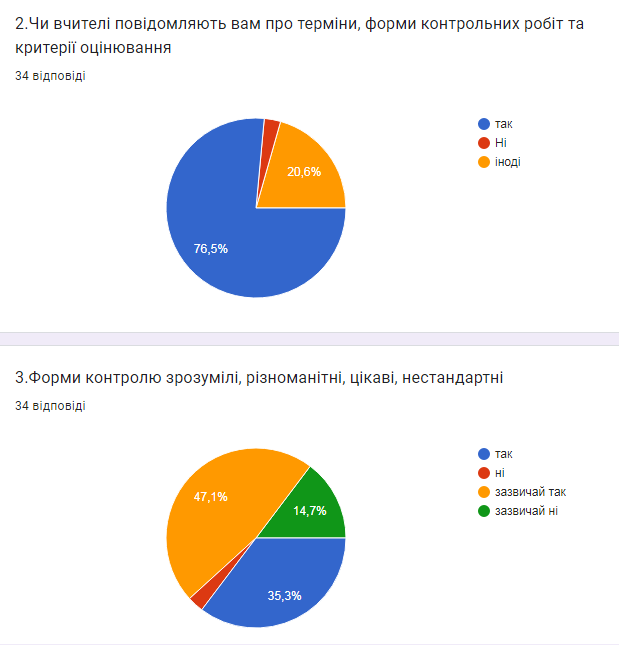 2.Чи вчителі повідомляють вам про терміни, форми контрольних робіт та
критерії оцінювання
34 відповіді
так
Ні
іноді
20,6%
76,5%
3.Форми контролю зрозумілі, різноманітні, цікаві, нестандартні
34 відповіді
так
ні
зазвичай так
зазвичай ні
47,1%
14,7%
35,3%